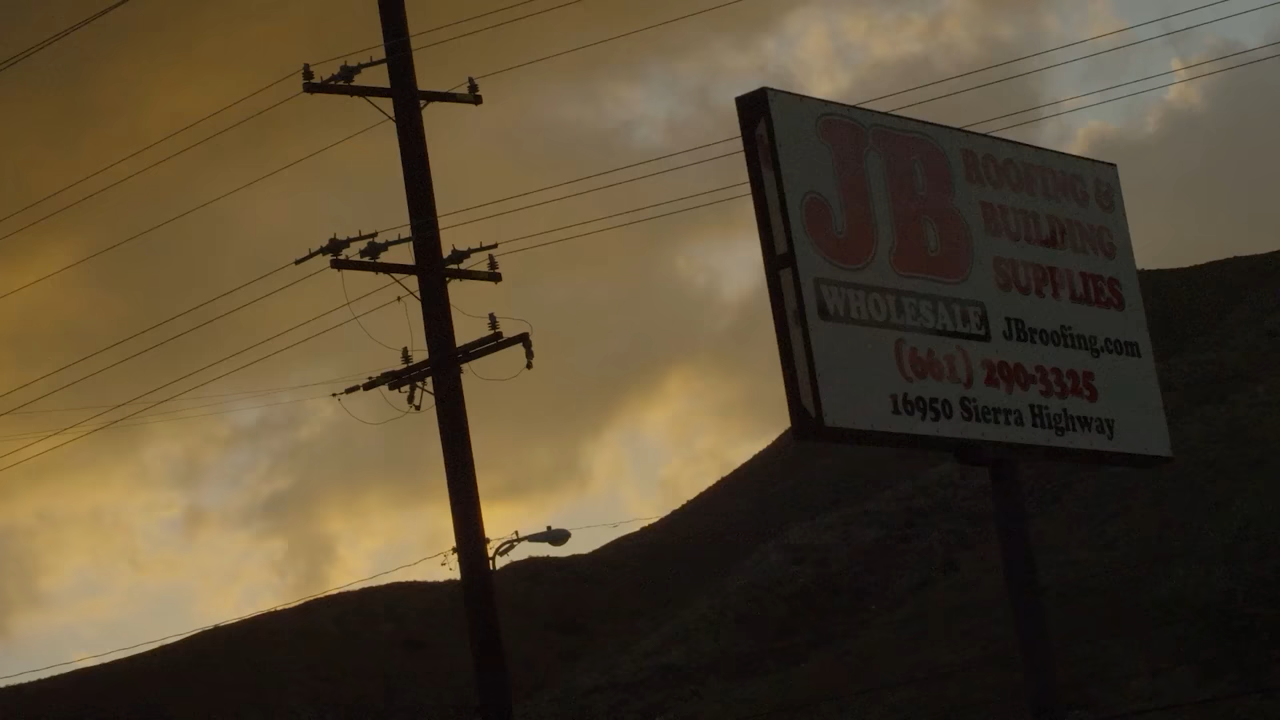 JB ROOFING &
BUILDING
SUPPLIES
WHOLESALE JBroofing.com
(661) 290-3325
16950 Sierra Highway